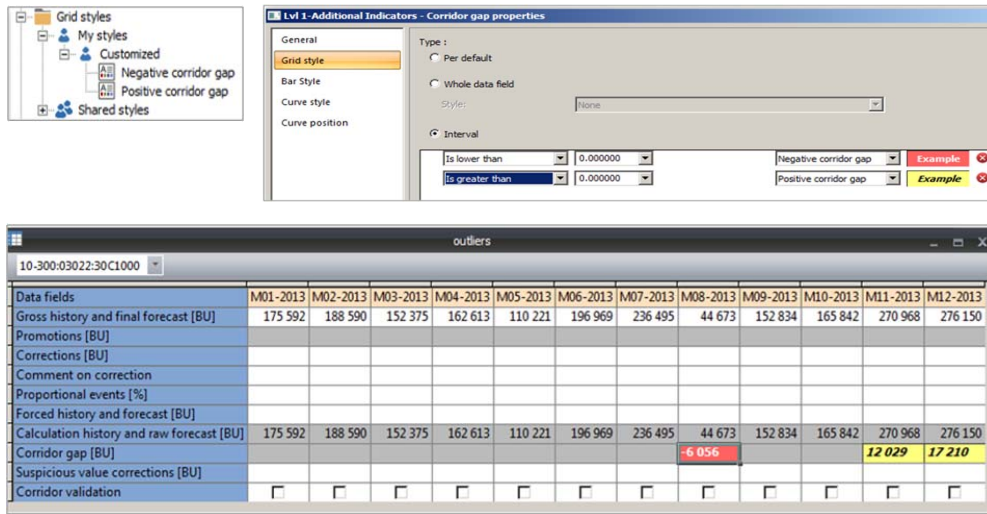 Grid styles
My styles
Customized
Negative corridor gap
Positive corridor gap
Shared styles
Lvl 1-Additional Indicators - Corridor gap properties
General
Grid style
Bar Style
Curve style
Curve position
Type :
Per default
Whole data field
Style: None
Interval
Is lower than 0.000000 Negative corridor gap Example
Is greater than 0.000000 Positive corridor gap Example
outliers
10-300:03022:30C1000
Data fields M01-2013 M02-2013 M03-2013 M04-2013 M05-2013 M06-2013 M07-2013 M08-2013 M09-2013 M10-2013 M11-2013 M12-2013
Gross history and final forecast [BU] 175 592 188 590 152 375 162 613 110 221 196 969 236 495 44 673 152 834 165 842 270 968 276 150
Promotions [BU]
Corrections [BU]
Comment on correction
Proportional events [%]
Forced history and forecast [BU]
Calculation history and raw forecast [BU] 175 592 188 590 152 375 162 613 110 221 196 969 236 495 44 673 152 834 165 842 270 968 276 150
Corridor gap [BU] -6 056 12 029 17 210
Suspicious value corrections [BU]
Corridor validation